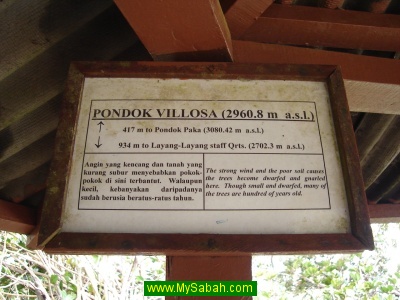 PONDOK VILLOSA (2960.8 m a.s.l.)
417 m to Pondok Paka (3080.42 m a.s.l.)
934 m to Layang-Layang staff Qrts. (2702.3 m a.s.l.)
Angin yang kencang dan tanah yang
kurang subur menyebabkan pokok-
pokok di sini terbantut. Walaupun
kecil, kebanyakan daripadanya
sudah berusia beratus-ratus tahun.
The strong wind and the poor soil causes
the trees become dwarfed and gnarled
here. Though small and dwarfed, many of
the trees are hundred of years old.
www.MySabah.com